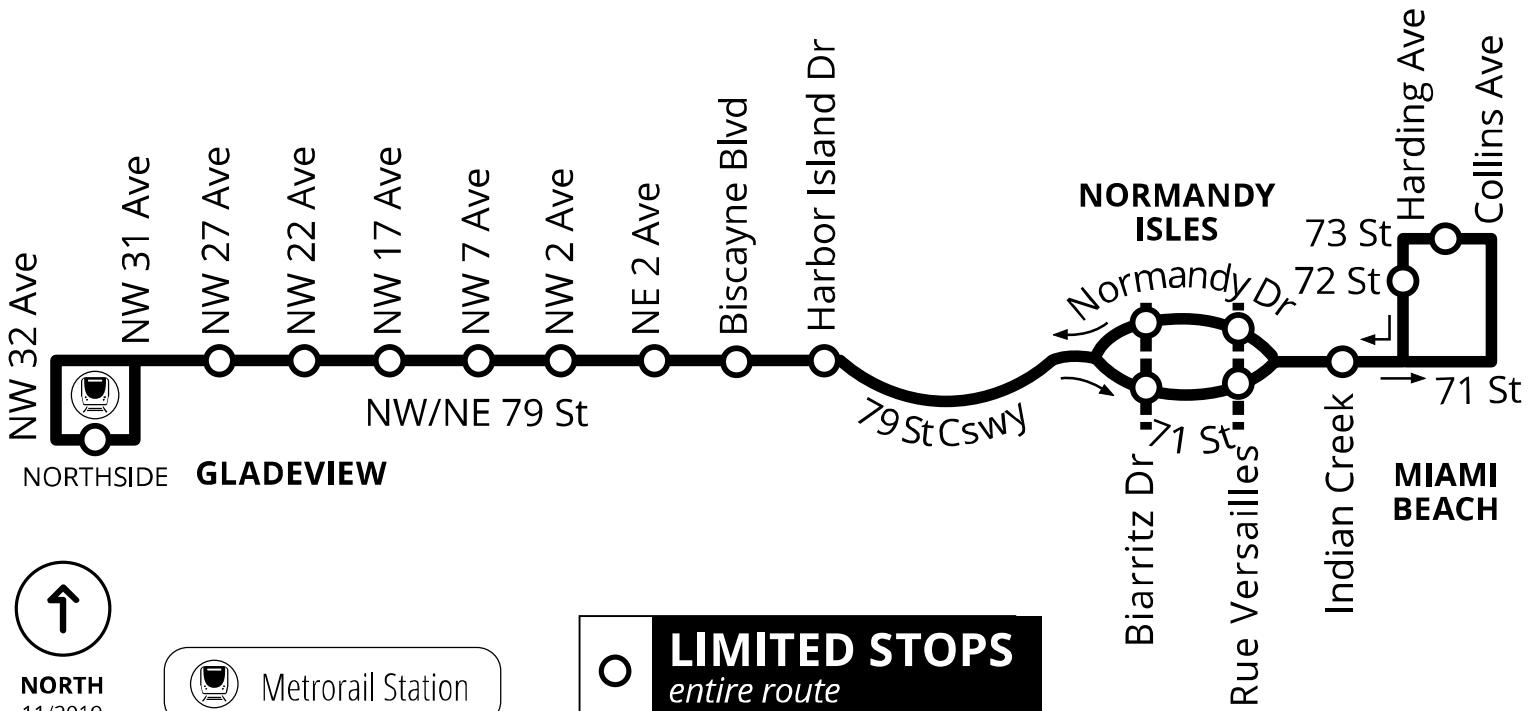 NW 32 Ave
NW 31 Ave
NW 27 Ave
NW 22 Ave
NW 17 Ave
NW 7 Ave
NW 2 Ave
NE 2 Ave
Biscayne Blvd
Harbor Island Dr
Harding Ave
Collins Ave
NORMANDY
ISLES
73 St
72 St
Normandy Dr
NW/NE 79 St
79 St Cswy
71 St
71 St
NORTHSIDE
GLADEVIEW
Biarritz Dr
Rue Versailles
Indian Creek
MIAMI
BEACH
NORTH
11/2019
Metrorail Station
LIMITED STOPS
entire route